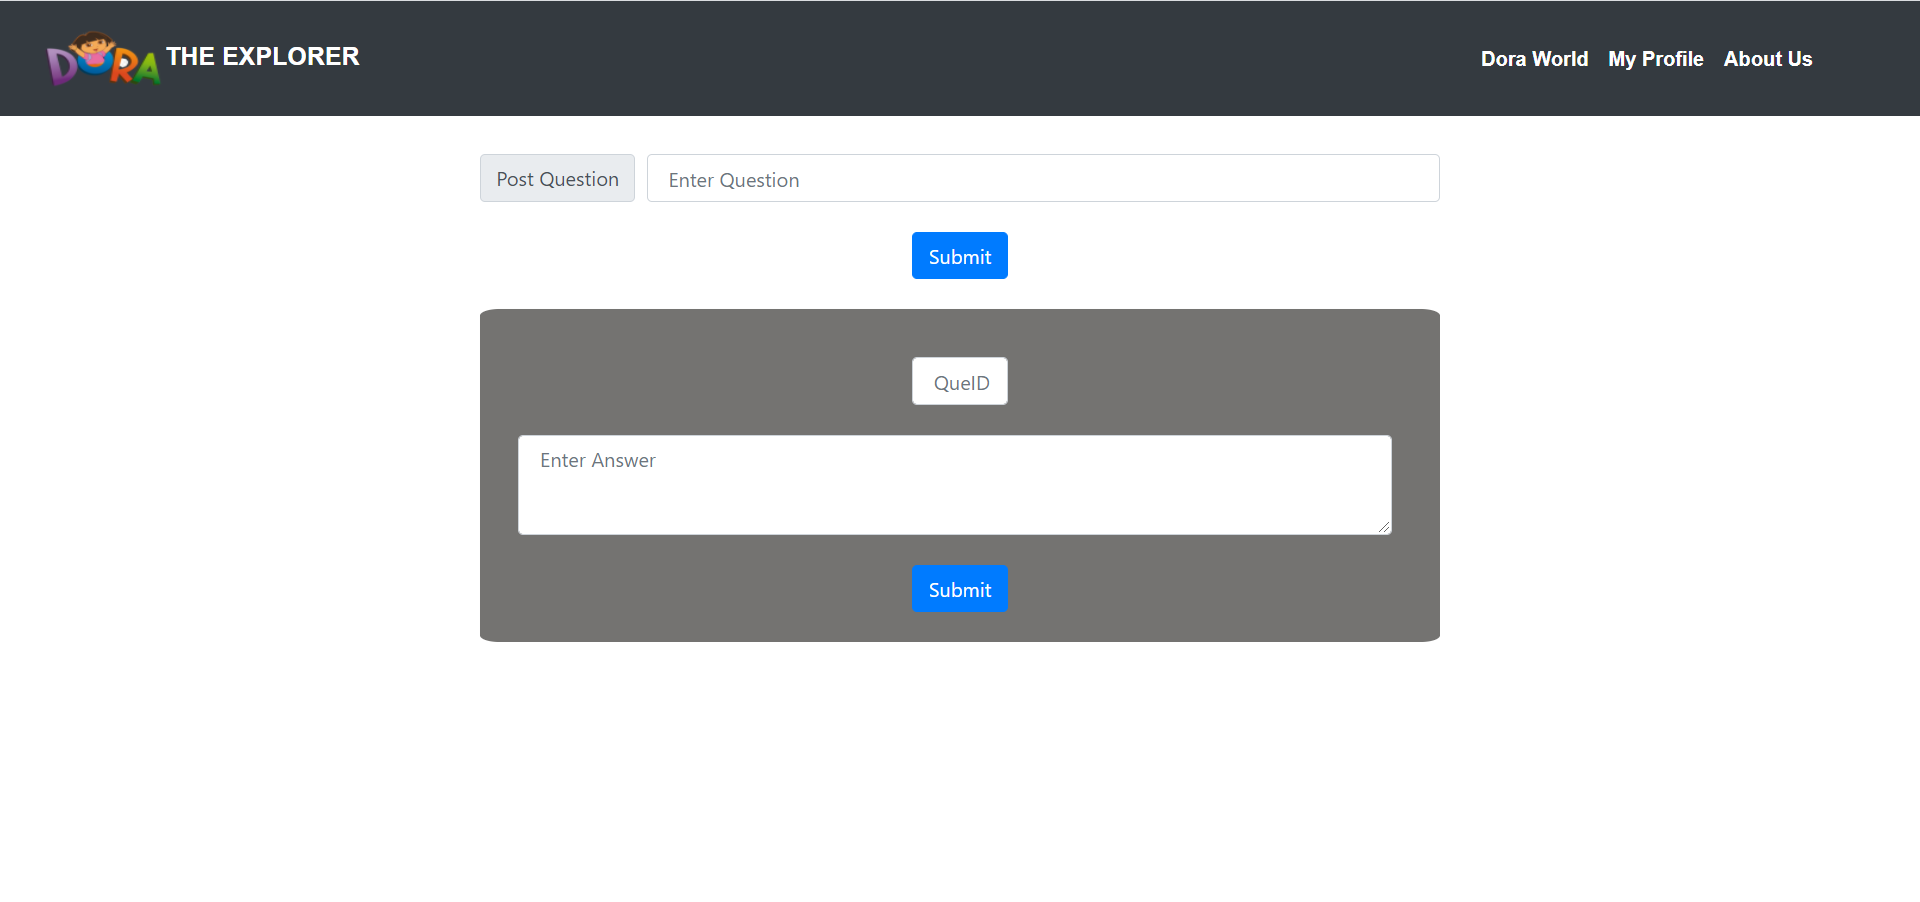 DORA THE EXPLORER
Dora World My Profile About Us
Post Question Enter Question
Submit
QueID
Enter Answer
Submit